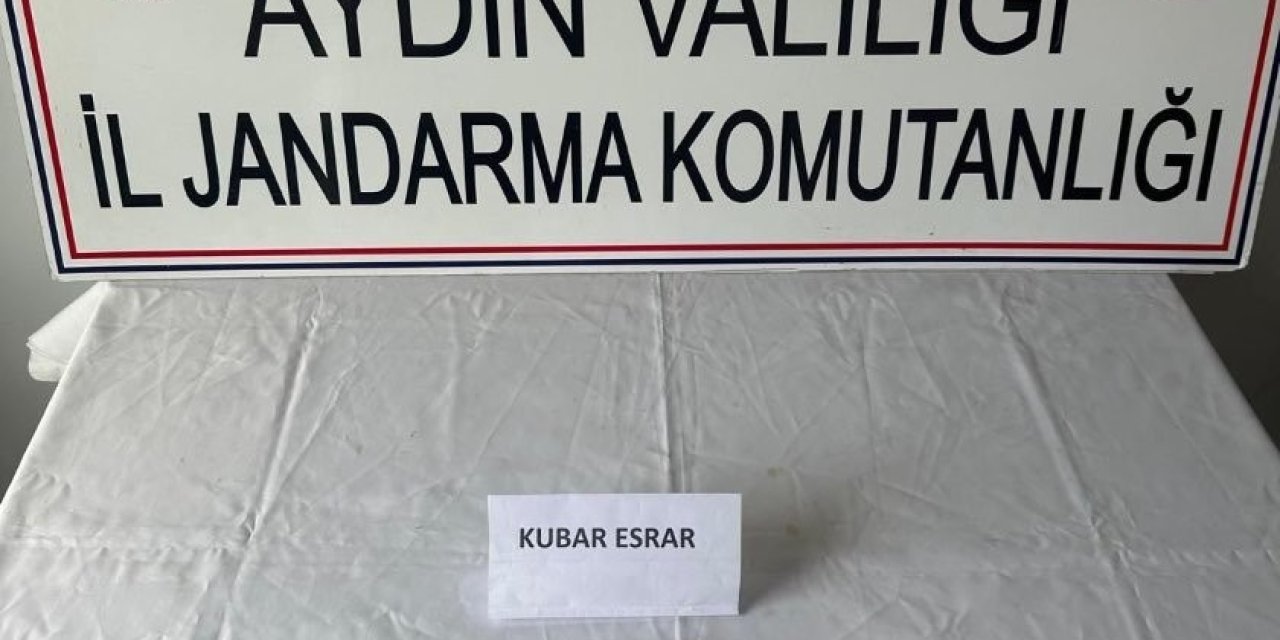 AYDIN VALİLİĞİ
İL JANDARMA KOMUTANLIĞI
KUBAR ESRAR